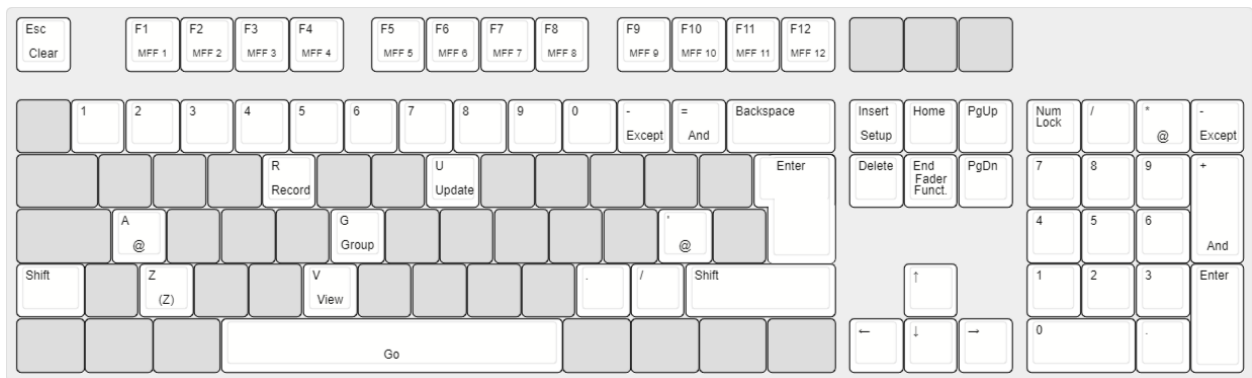 Esc F1 F2 F3 F4 F5 F6 F7 F8 F9 F10 F11 F12
Clear MFF 1 MFF 2 MFF 3 MFF 4 MFF 5 MFF 6 MFF 7 MFF 8 MFF 9 MFF 10 MFF 11 MFF 12
1 2 3 4 5 6 7 8 9 0 - = Backspace Insert Home PgUp Num Lock / * -
Except And Setup @ Except
R U Enter Delete End PgDn 7 8 9 +
Record Update Fader Funct.
A G ' 4 5 6
@ Group @ And
Shift Z V . / Shift ↑ 1 2 3 Enter
(Z) View
Go ← ↓ → 0 .